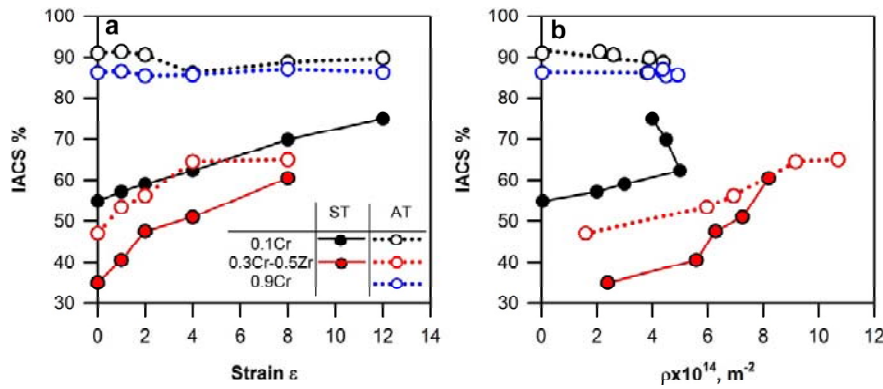 a
b
100
90
80
70
60
50
40
30
IACS %
0 2 4 6 8 10 12 14
Strain ε
ST AT
0.1Cr
0.3Cr-0.5Zr
0.9Cr
100
90
80
70
60
50
40
30
IACS %
0 2 4 6 8 10 12
ρx10¹⁴, m⁻²